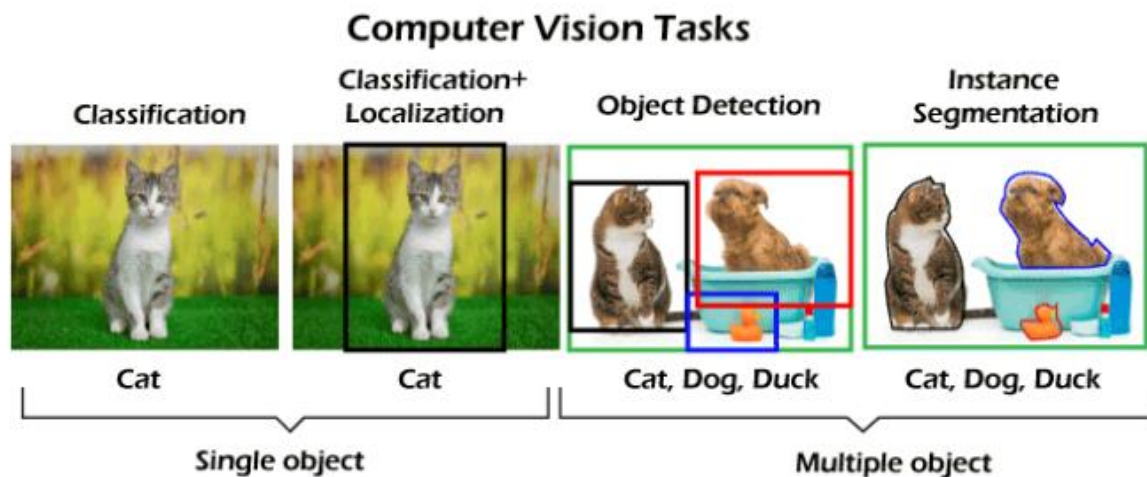 Computer Vision Tasks
Classification
Classification+
Localization
Object Detection
Instance
Segmentation
Cat
Cat
Cat, Dog, Duck
Cat, Dog, Duck
Single object
Multiple object